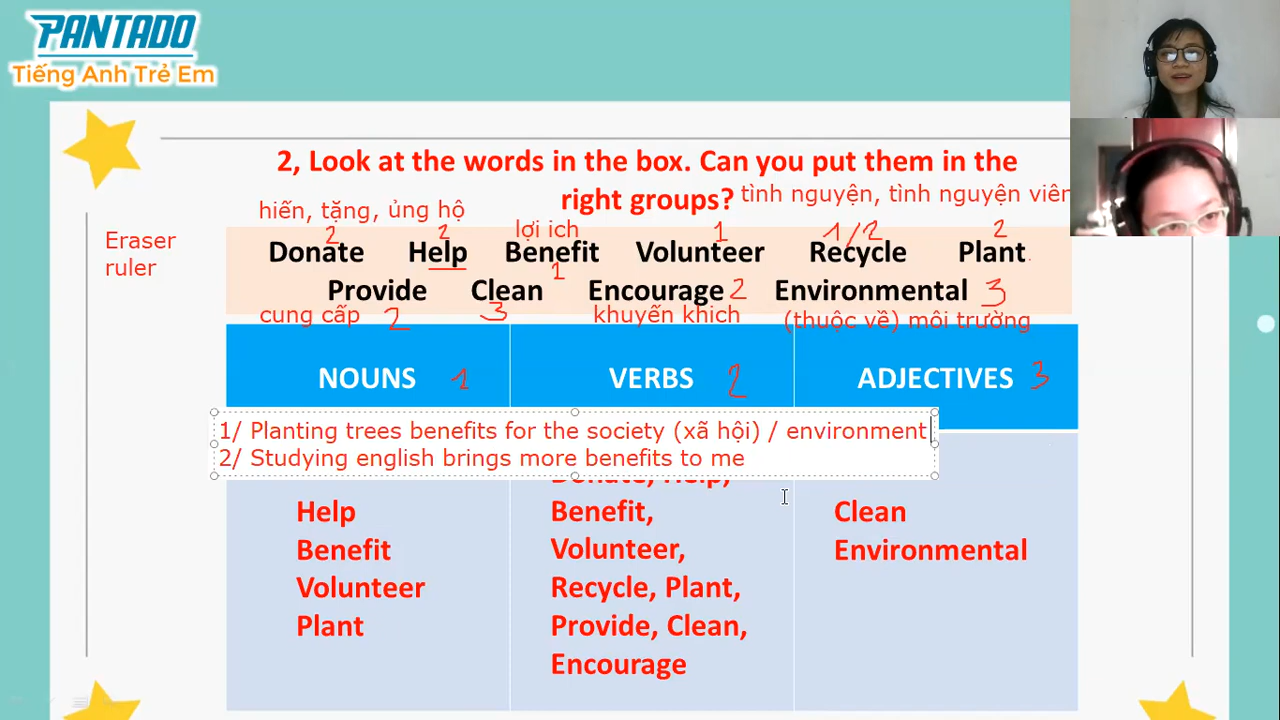 PANTADO
Tiếng Anh Trẻ Em
2, Look at the words in the box. Can you put them in the
right groups?
tình nguyện, tình nguyện viên
hiến, tặng, ủng hộ
lợi ich
Eraser
ruler
2 2 1 1/2 2
Donate Help Benefit Volunteer Recycle Plant
1
Provide Clean Encourage 2 Environmental 3
cung cấp 2 3 khuyến khich (thuộc về) môi trường
NOUNS 1 VERBS 2 ADJECTIVES 3
1/ Planting trees benefits for the society (xã hội) / environment
2/ Studying english brings more benefits to me
Help
Benefit
Volunteer
Plant
Donate, Help,
Benefit,
Volunteer,
Recycle, Plant,
Provide, Clean,
Encourage
Clean
Environmental